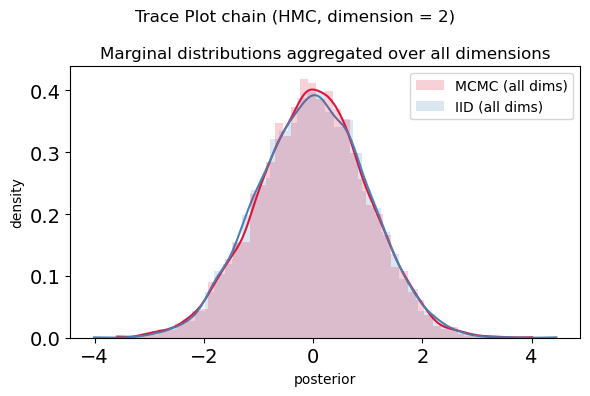 Trace Plot chain (HMC, dimension = 2)
Marginal distributions aggregated over all dimensions
MCMC (all dims)
IID (all dims)
density
0.4
0.3
0.2
0.1
0.0
−4
−2
0
2
4
posterior